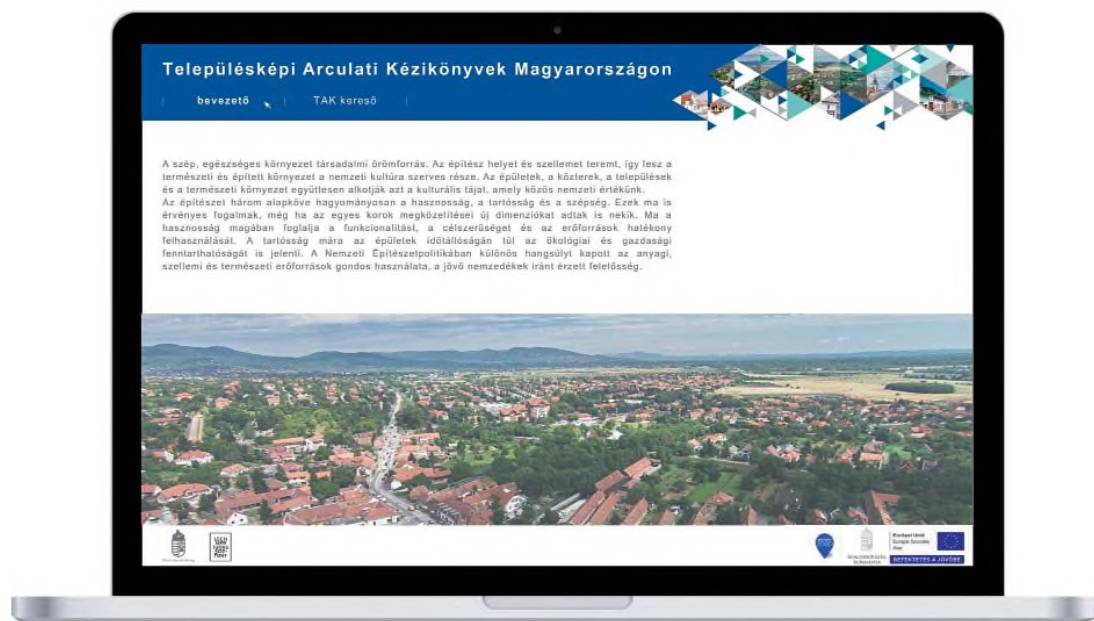 Településképi Arculati Kézikönyvek Magyarországon
bevezető
TAK kereső
A szép, egészséges környezet társadalmi örömforrás. Az építész helyet és szellemet teremt, így lesz a
természeti és épített környezet a nemzeti kultúra szerves része. Az épületek, a közterek, a települések
és a természeti környezet együttesen alkotják azt a kulturális tájat, amely közös nemzeti értékünk.
Az építészet három alapköve hagyományosan a hasznosság, a tartósság és a szépség. Ezek ma is
érvényes fogalmak, még ha az egyes korok megközelítései új dimenziókat adtak is nekik. Ma a
hasznosság magában foglalja a funkcionalitást, a célszerűséget és az erőforrások hatékony
felhasználását. A tartósság mára az épületek időtállóságán túl az ökológiai és gazdasági
fenntarthatóságát is jelenti. A Nemzeti Építészetpolitikában különös hangsúlyt kapott az anyagi,
szellemi és természeti erőforrások gondos használata, a jövő nemzedékek iránt érzett felelősség.
Európai Unió
Európai Szociális
Alap
BEFEKTETÉS A JÖVŐBE